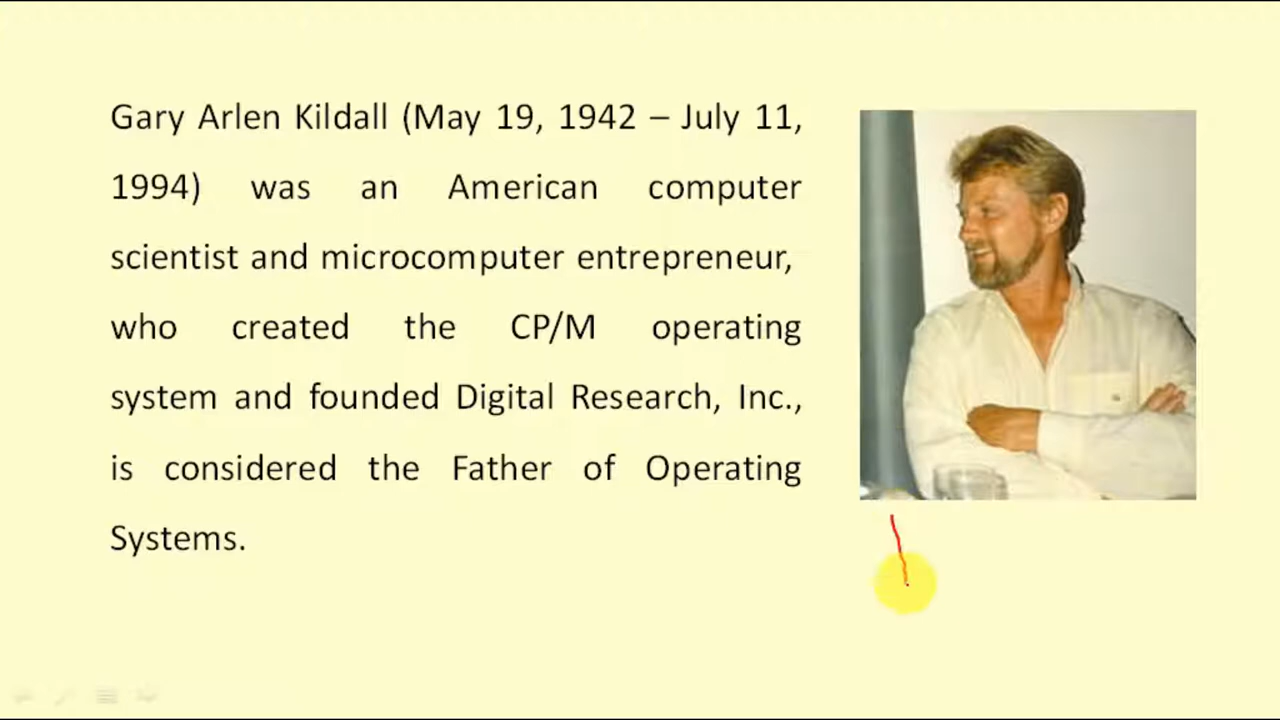 Gary Arlen Kildall (May 19, 1942 – July 11,
1994) was an American computer
scientist and microcomputer entrepreneur,
who created the CP/M operating
system and founded Digital Research, Inc.,
is considered the Father of Operating
Systems.